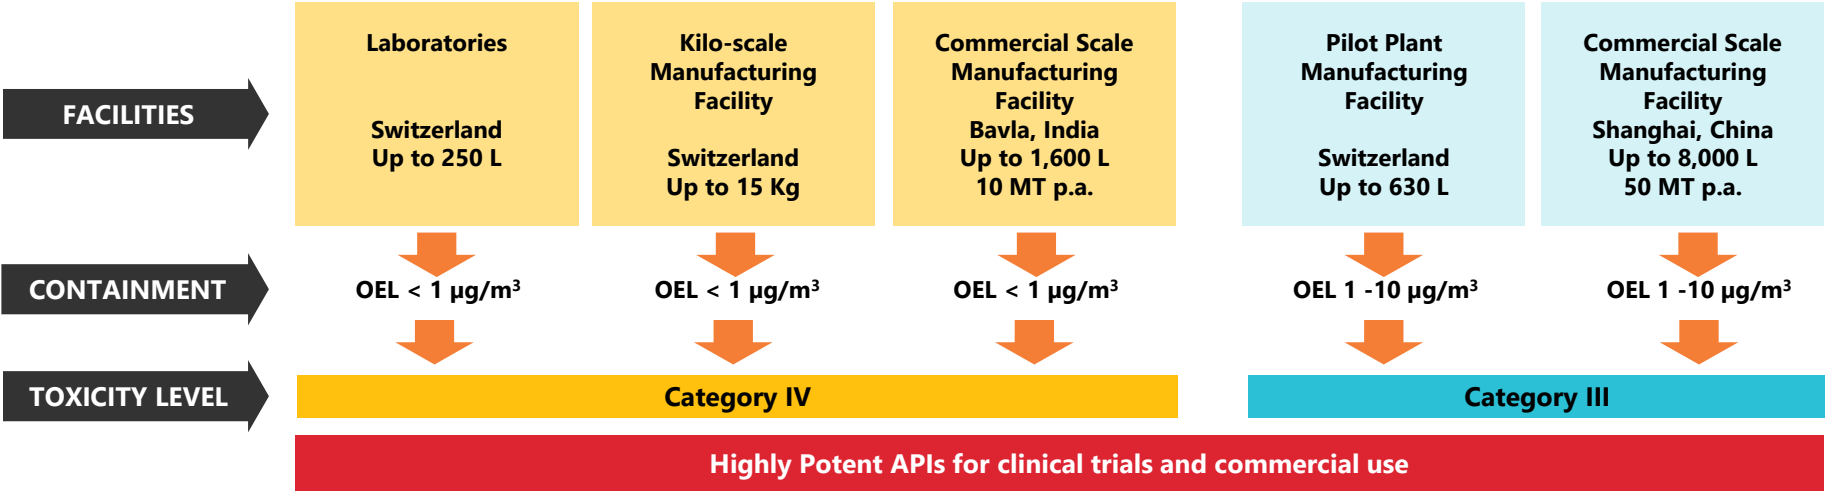 FACILITIES
Laboratories
Switzerland
Up to 250 L
Kilo-scale
Manufacturing
Facility
Switzerland
Up to 15 Kg
Commercial Scale
Manufacturing
Facility
Bavla, India
Up to 1,600 L
10 MT p.a.
Pilot Plant
Manufacturing
Facility
Switzerland
Up to 630 L
Commercial Scale
Manufacturing
Facility
Shanghai, China
Up to 8,000 L
50 MT p.a.
CONTAINMENT
OEL < 1 µg/m³
OEL < 1 µg/m³
OEL < 1 µg/m³
OEL 1 -10 µg/m³
OEL 1 -10 µg/m³
TOXICITY LEVEL
Category IV
Category III
Highly Potent APIs for clinical trials and commercial use